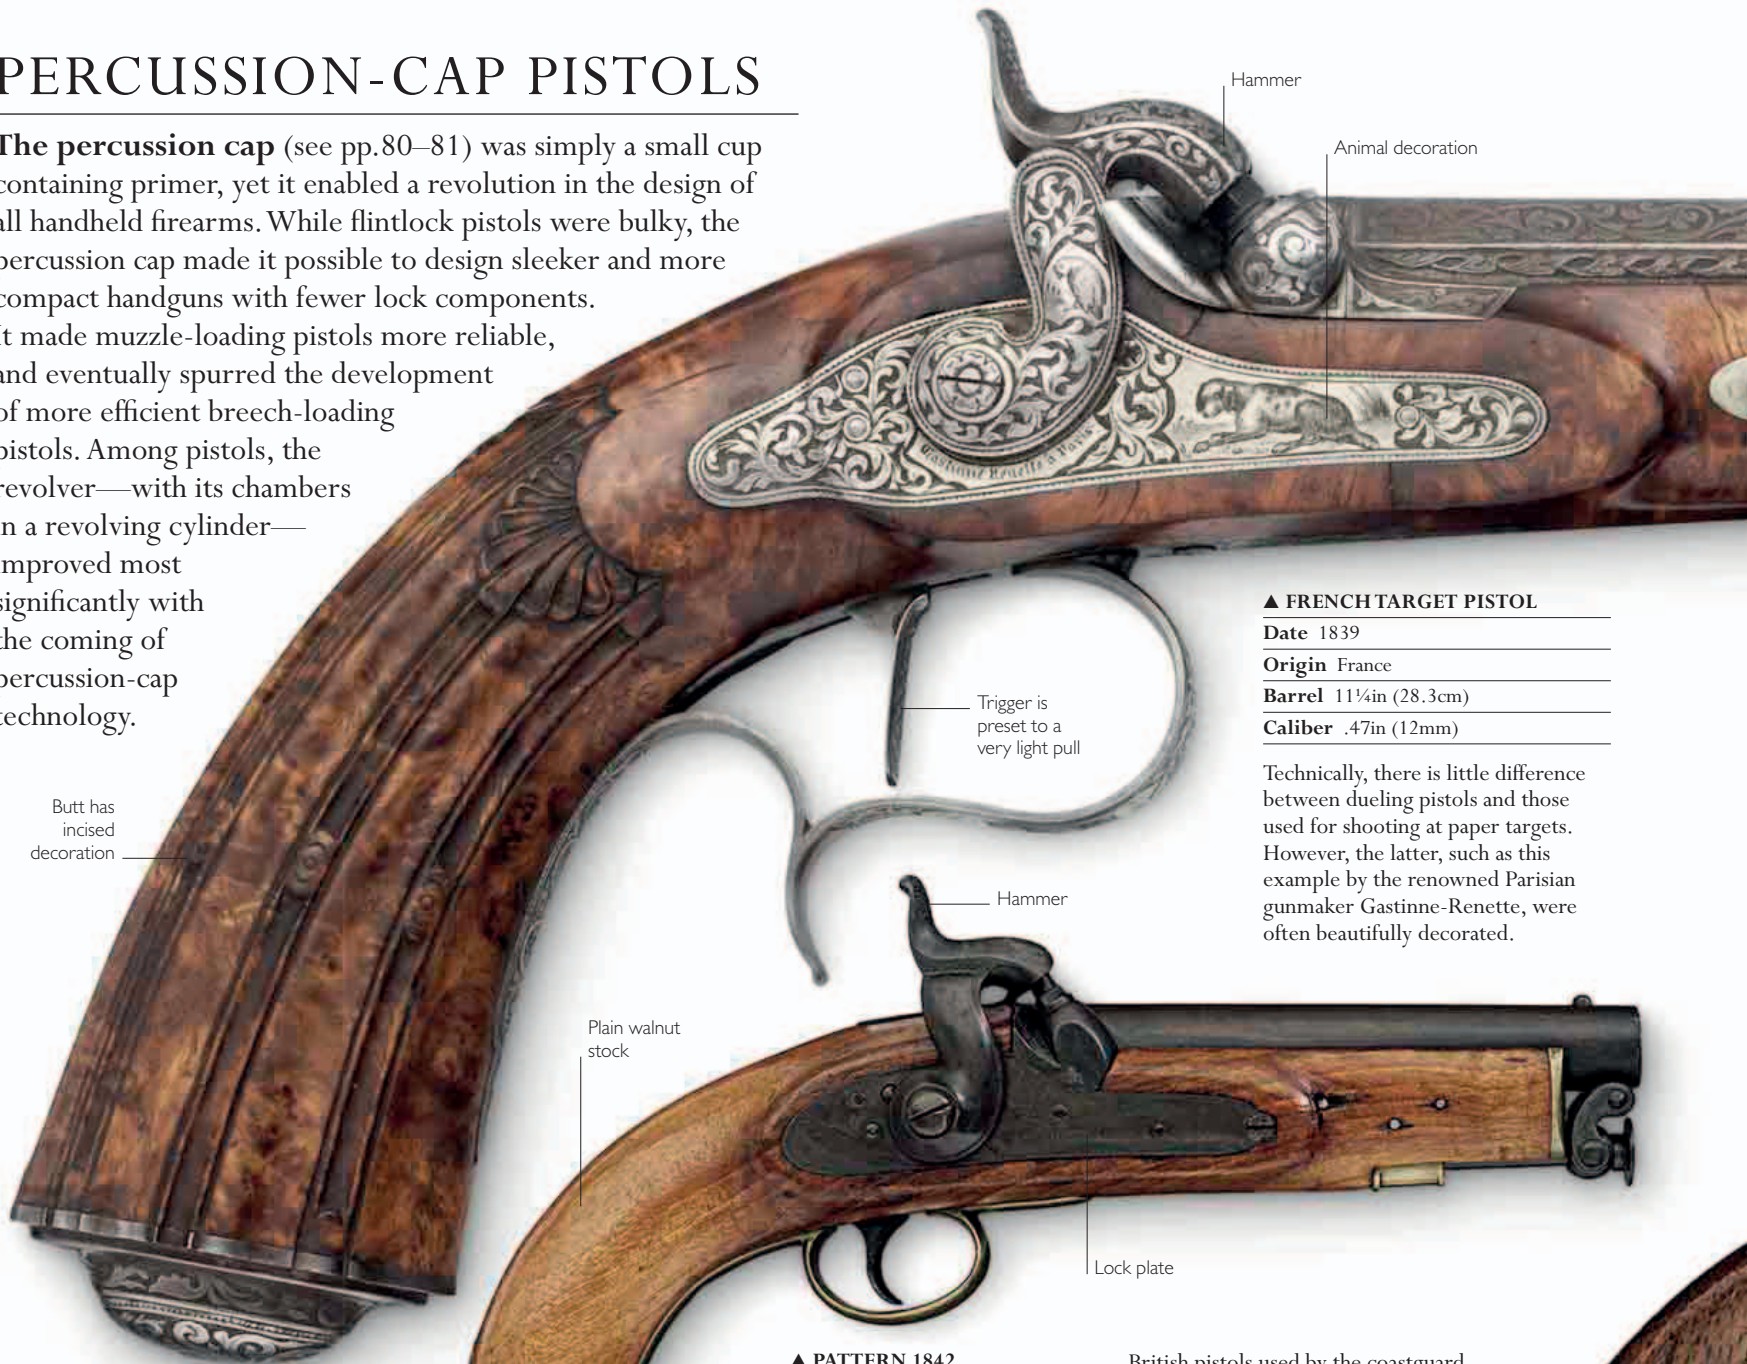 PERCUSSION-CAP PISTOLS
The percussion cap (see pp.80–81) was simply a small cup
containing primer, yet it enabled a revolution in the design of
all handheld firearms. While flintlock pistols were bulky, the
percussion cap made it possible to design sleeker and more
compact handguns with fewer lock components.
It made muzzle-loading pistols more reliable,
and eventually spurred the development
of more efficient breech-loading
pistols. Among pistols, the
revolver—with its chambers
in a revolving cylinder—
improved most
significantly with
the coming of
percussion-cap
technology.
Hammer
Animal decoration
Gastinne Renette à Paris
Trigger is
preset to a
very light pull
Butt has
incised
decoration
▲ FRENCH TARGET PISTOL
Date 1839
Origin France
Barrel 11¼in (28.3cm)
Caliber .47in (12mm)
Technically, there is little difference
between dueling pistols and those
used for shooting at paper targets.
However, the latter, such as this
example by the renowned Parisian
gunmaker Gastinne-Renette, were
often beautifully decorated.
Hammer
Plain walnut
stock
Lock plate
▲ PATTERN 1842
British pistols used by the coastguard